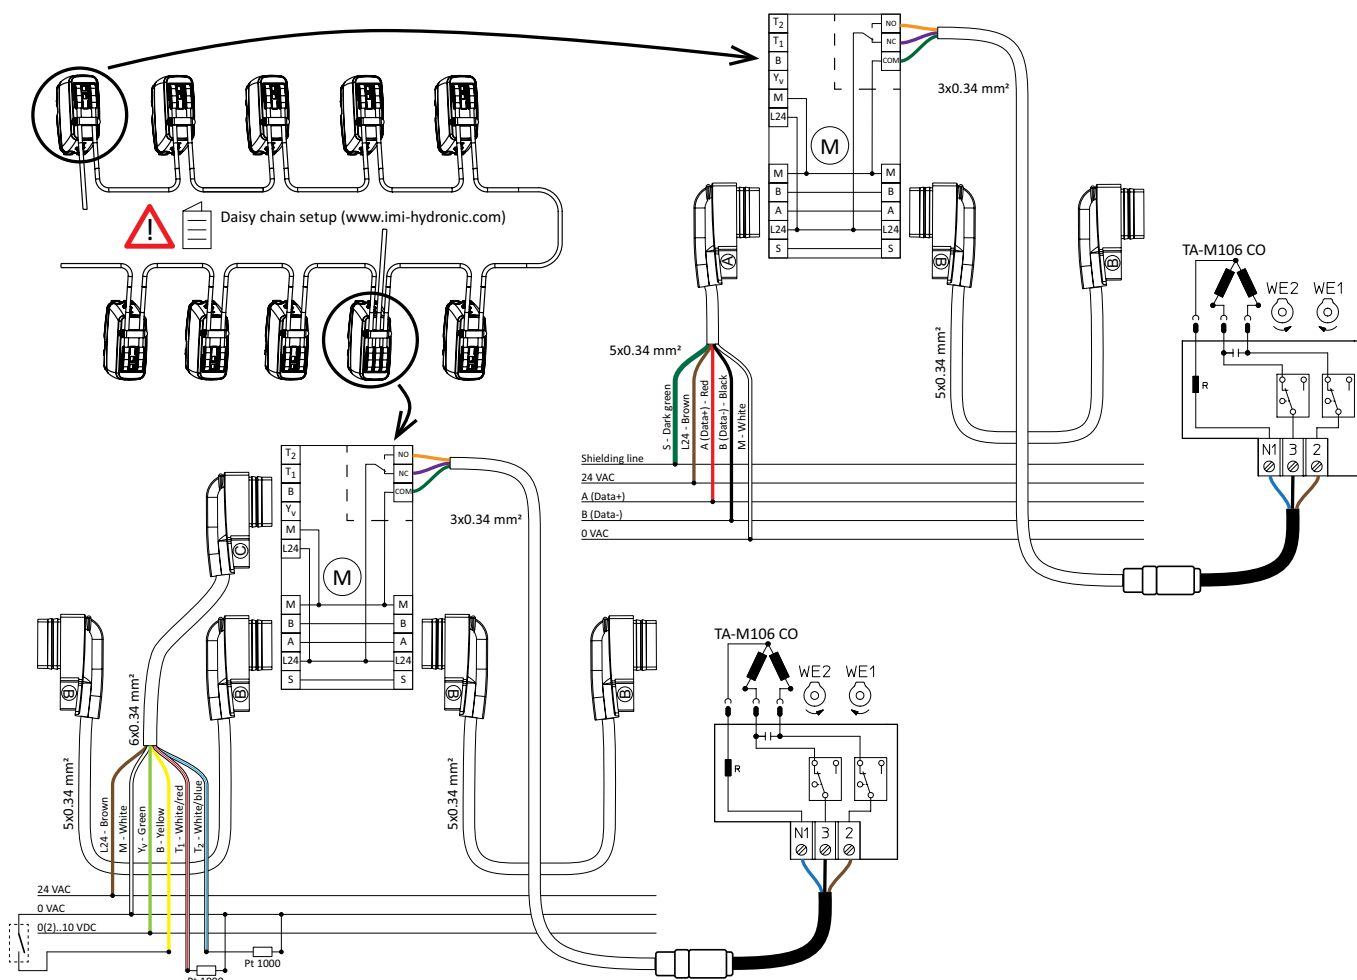 T2
T1
B
Yv
M
L24
NO
NC
COM
3x0.34 mm²
M
M
B
A
L24
S
M
B
A
L24
S
Daisy chain setup (www.imi-hydronic.com)
A
B
B
5x0.34 mm²
5x0.34 mm²
S - Dark green
L24 - Brown
A (Data+) - Red
B (Data-) - Black
M - White
Shielding line
24 VAC
A (Data+)
B (Data-)
0 VAC
TA-M106 CO
WE2
WE1
R
N1
3
2
T2
T1
B
Yv
M
L24
NO
NC
COM
3x0.34 mm²
M
M
B
A
L24
S
M
B
A
L24
S
C
B
B
B
B
6x0.34 mm²
5x0.34 mm²
5x0.34 mm²
L24 - Brown
M - White
Yv - Green
B - Yellow
T1 - White/red
T2 - White/blue
24 VAC
0 VAC
0(2)..10 VDC
Pt 1000
Pt 1000
TA-M106 CO
WE2
WE1
R
N1
3
2